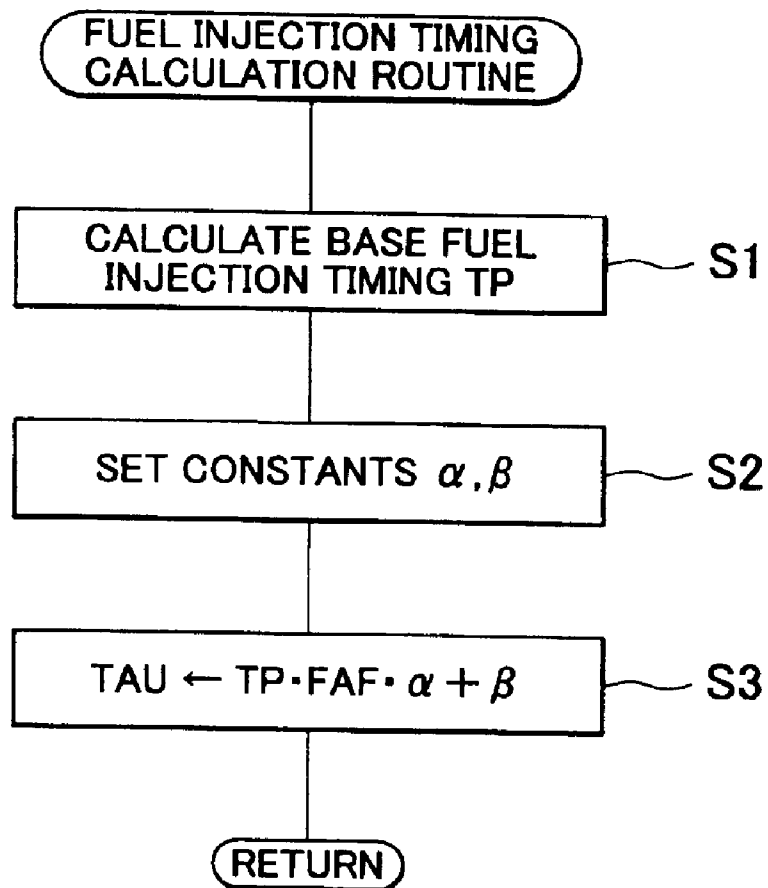 FUEL INJECTION TIMING
CALCULATION ROUTINE
CALCULATE BASE FUEL
INJECTION TIMING TP
S1
SET CONSTANTS α,β
S2
TAU ← TP·FAF·α+β
S3
RETURN